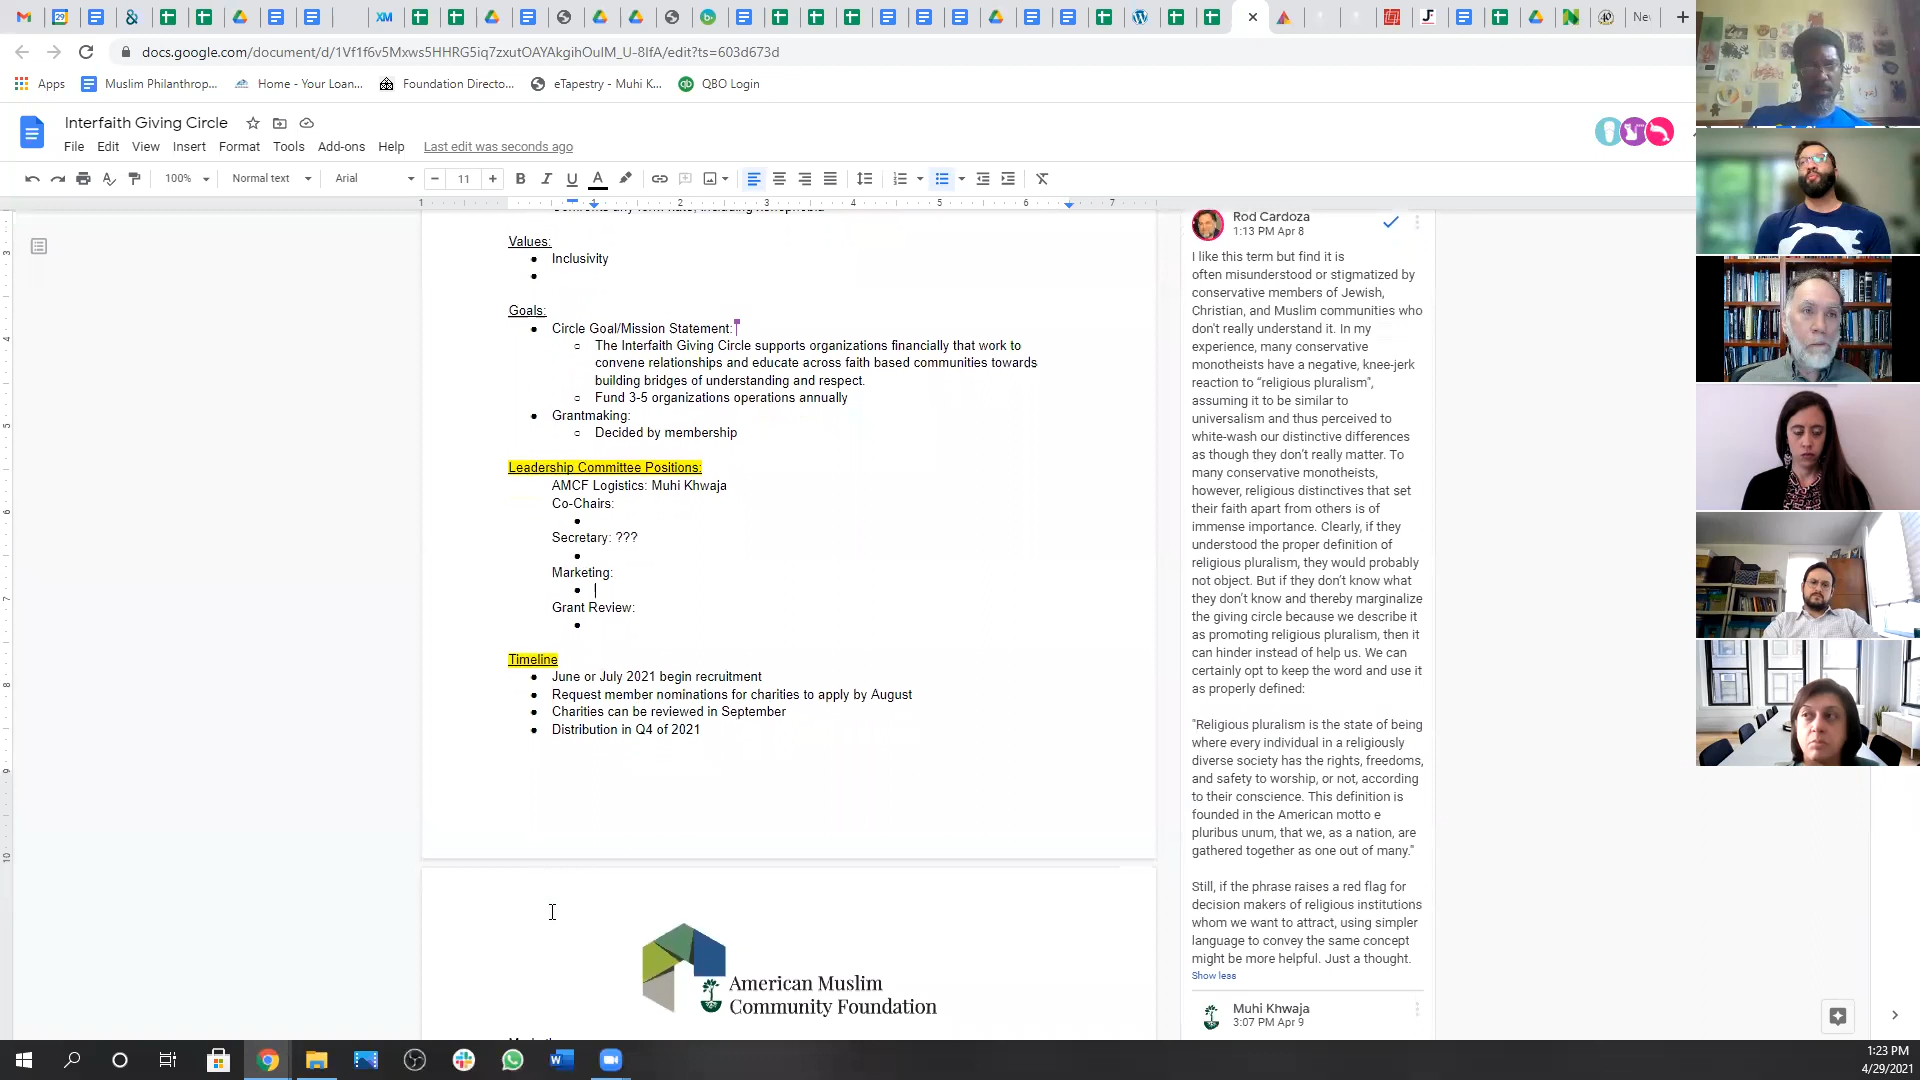 29
XM
New
docs.google.com/document/d/1Vf1f6v5Mxws5HHRG5iq7zxutOAYAkgihOuIM_U-8IfA/edit?ts=603d673d
Apps
Muslim Philanthrop...
Home - Your Loan...
Foundation Directo...
eTapestry - Muhi K...
QBO Login
Interfaith Giving Circle
File Edit View Insert Format Tools Add-ons Help Last edit was seconds ago
100% Normal text Arial 11
1 1 2 3 4 5 6 7
Values:
Inclusivity
Goals:
Circle Goal/Mission Statement:
The Interfaith Giving Circle supports organizations financially that work to
convene relationships and educate across faith based communities towards
building bridges of understanding and respect.
Fund 3-5 organizations operations annually
Grantmaking:
Decided by membership
Leadership Committee Positions:
AMCF Logistics: Muhi Khwaja
Co-Chairs:
Secretary: ???
Marketing:
Grant Review:
Timeline
June or July 2021 begin recruitment
Request member nominations for charities to apply by August
Charities can be reviewed in September
Distribution in Q4 of 2021
American Muslim
Community Foundation
Rod Cardoza
1:13 PM Apr 8
I like this term but find it is
often misunderstood or stigmatized by
conservative members of Jewish,
Christian, and Muslim communities who
don't really understand it. In my
experience, many conservative
monotheists have a negative, knee-jerk
reaction to "religious pluralism",
assuming it to be similar to
universalism and thus perceived to
white-wash our distinctive differences
as though they don't really matter. To
many conservative monotheists,
however, religious distinctives that set
their faith apart from others is of
immense importance. Clearly, if they
understood the proper definition of
religious pluralism, they would probably
not object. But if they don't know what
they don't know and thereby marginalize
the giving circle because we describe it
as promoting religious pluralism, then it
can hinder instead of help us. We can
certainly opt to keep the word and use it
as properly defined:
"Religious pluralism is the state of being
where every individual in a religiously
diverse society has the rights, freedoms,
and safety to worship, or not, according
to their conscience. This definition is
founded in the American motto e
pluribus unum, that we, as a nation, are
gathered together as one out of many."
Still, if the phrase raises a red flag for
decision makers of religious institutions
whom we want to attract, using simpler
language to convey the same concept
might be more helpful. Just a thought.
Show less
Muhi Khwaja
3:07 PM Apr 9
1:23 PM
4/29/2021